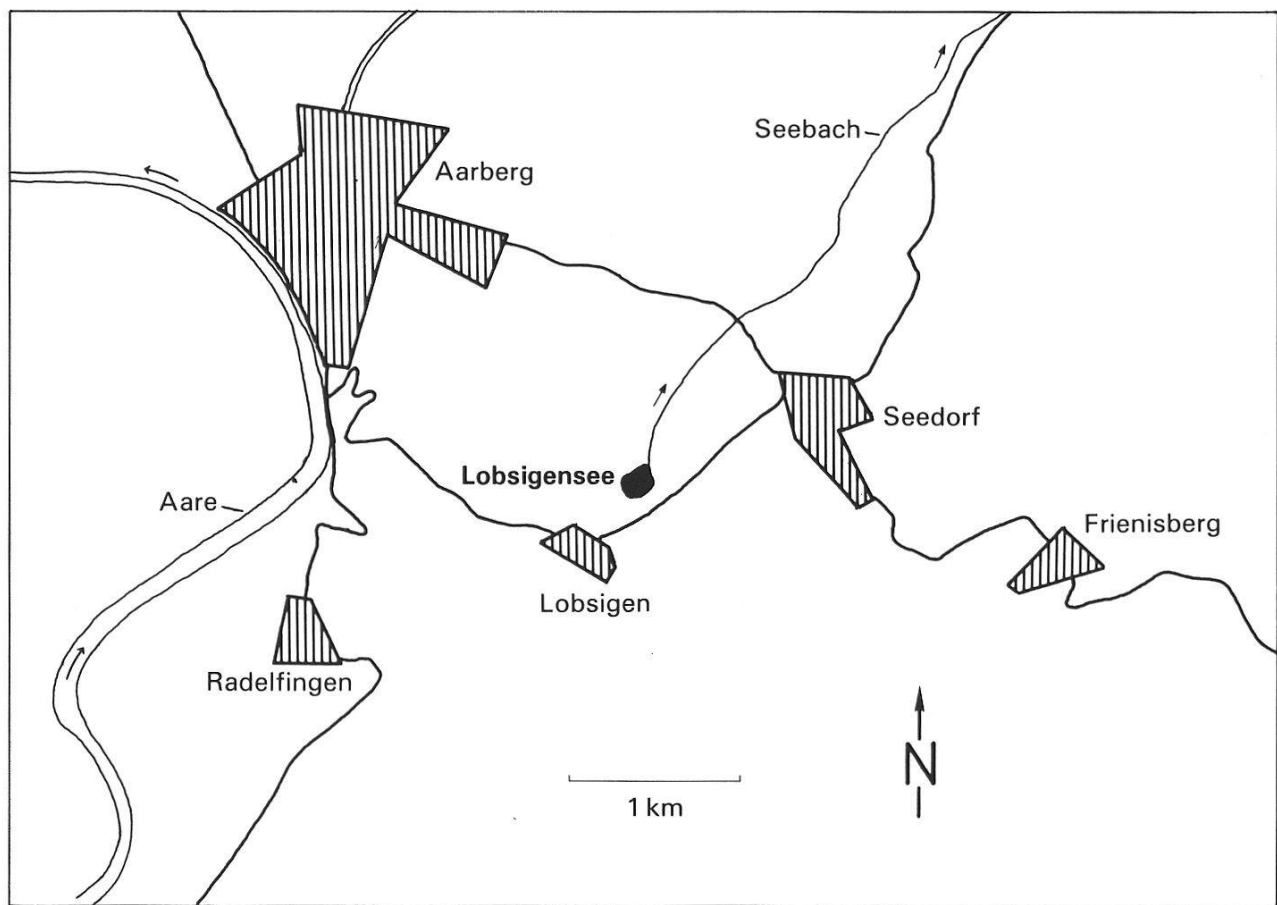 Seebach
Aarberg
Seedorf
Lobsigensee
Aare
Frienisberg
Lobsigen
Radelfingen
N
1 km